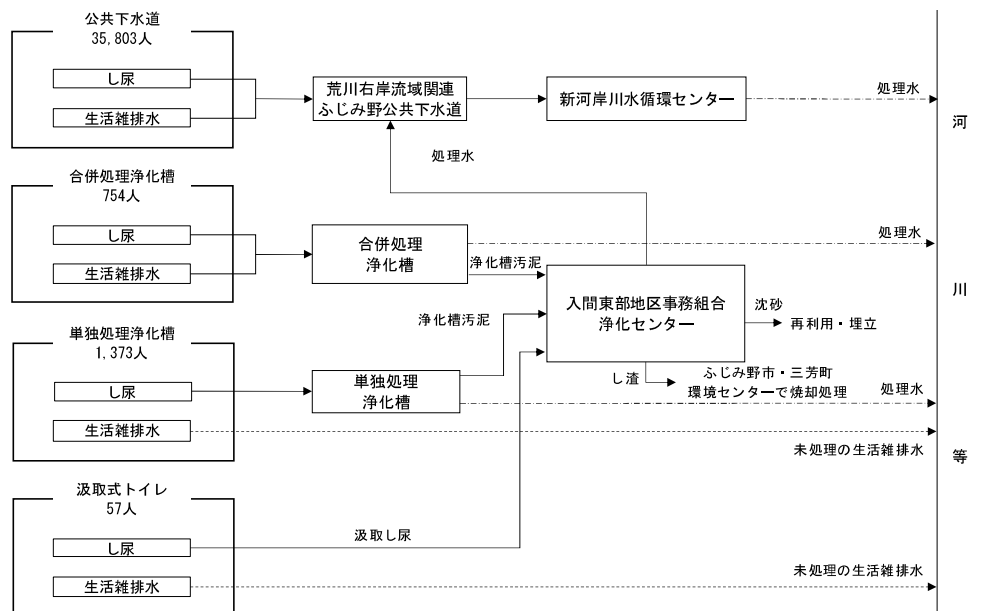 公共下水道
35,803人
し尿
生活雑排水
荒川右岸流域関連
ふじみ野公共下水道
新河岸川水循環センター
処理水
処理水
合併処理浄化槽
754人
し尿
生活雑排水
合併処理
浄化槽
処理水
浄化槽汚泥
入間東部地区事務組合
浄化センター
沈砂
再利用・埋立
し渣
ふじみ野市・三芳町
環境センターで焼却処理
単独処理浄化槽
1,373人
し尿
生活雑排水
浄化槽汚泥
単独処理
浄化槽
処理水
未処理の生活雑排水
汲取式トイレ
57人
し尿
生活雑排水
汲取し尿
未処理の生活雑排水
河
川
等